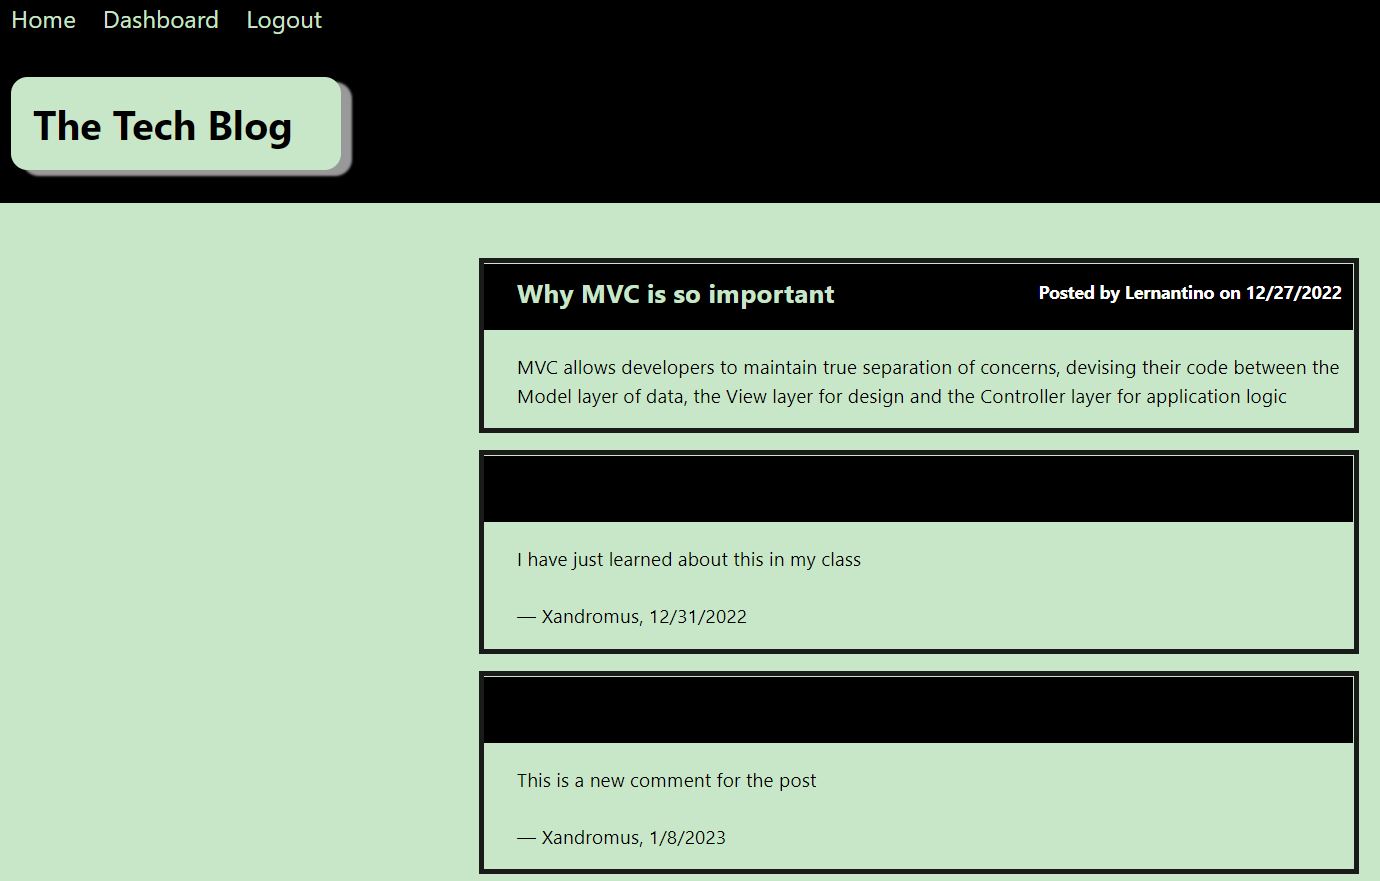 Home Dashboard Logout
The Tech Blog
Why MVC is so important
Posted by Lernantino on 12/27/2022
MVC allows developers to maintain true separation of concerns, devising their code between the
Model layer of data, the View layer for design and the Controller layer for application logic
I have just learned about this in my class
— Xandromus, 12/31/2022
This is a new comment for the post
— Xandromus, 1/8/2023